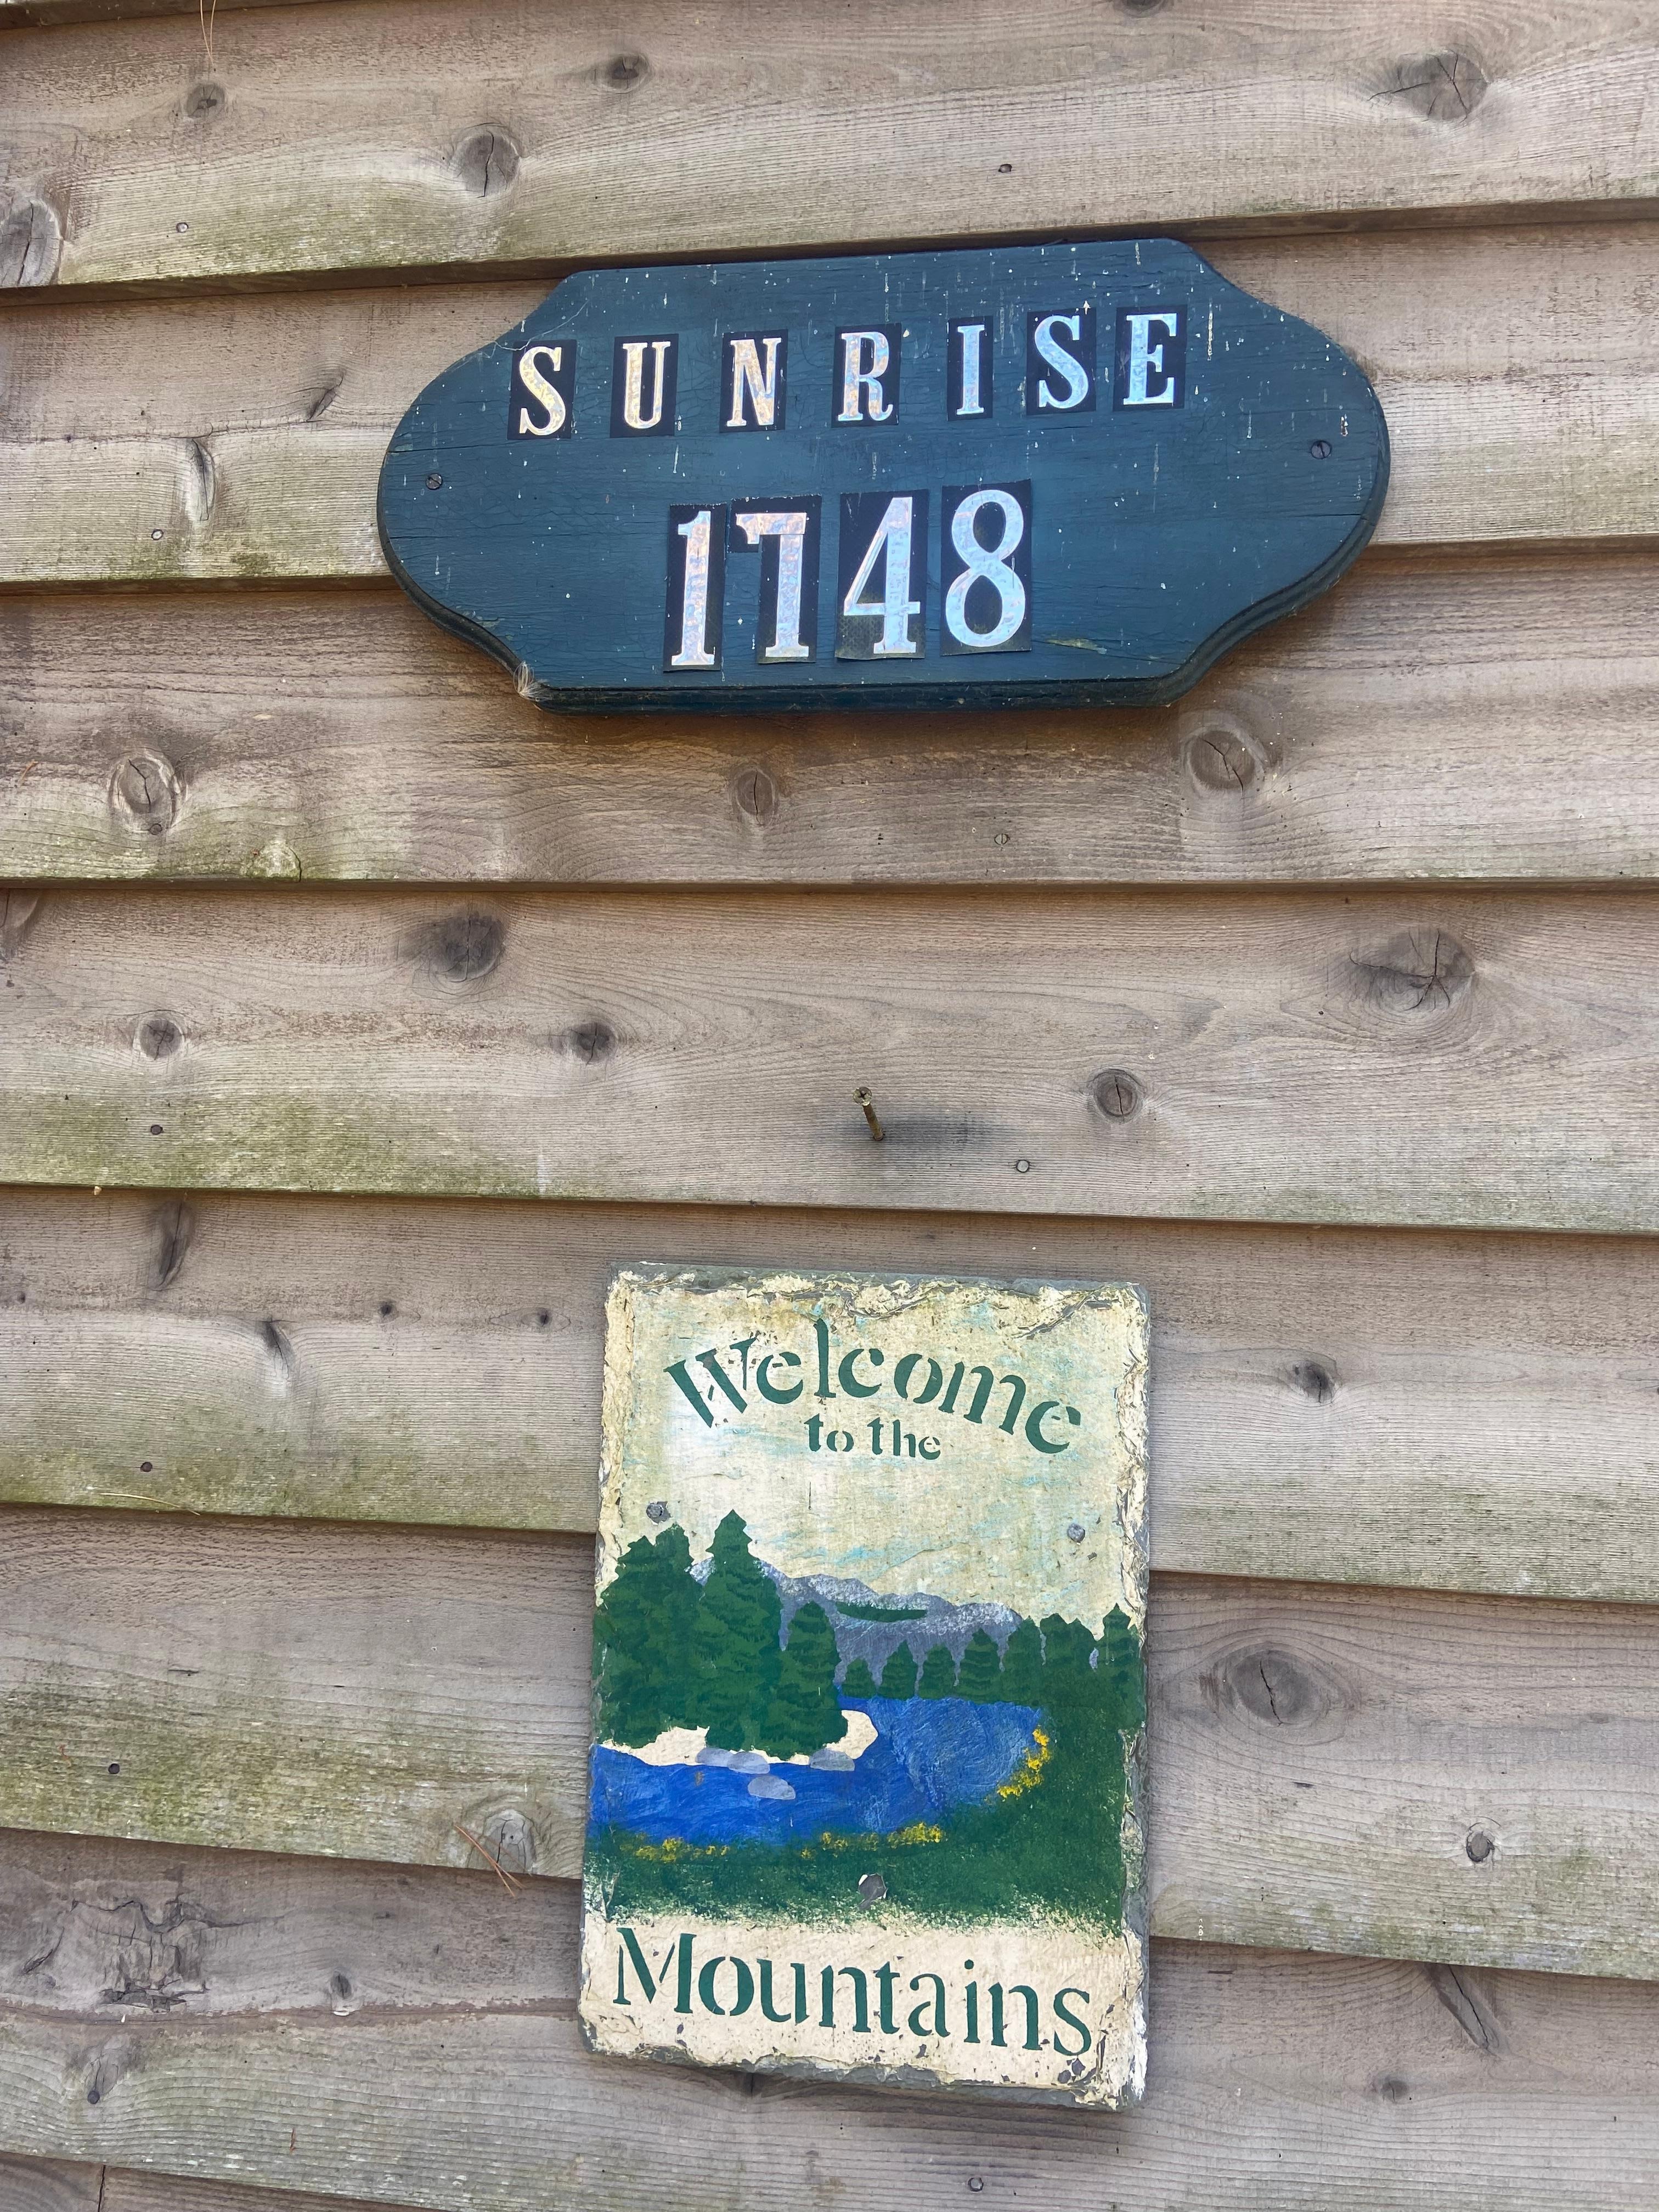 SUNRISE
1748
Welcome
to the
Mountains